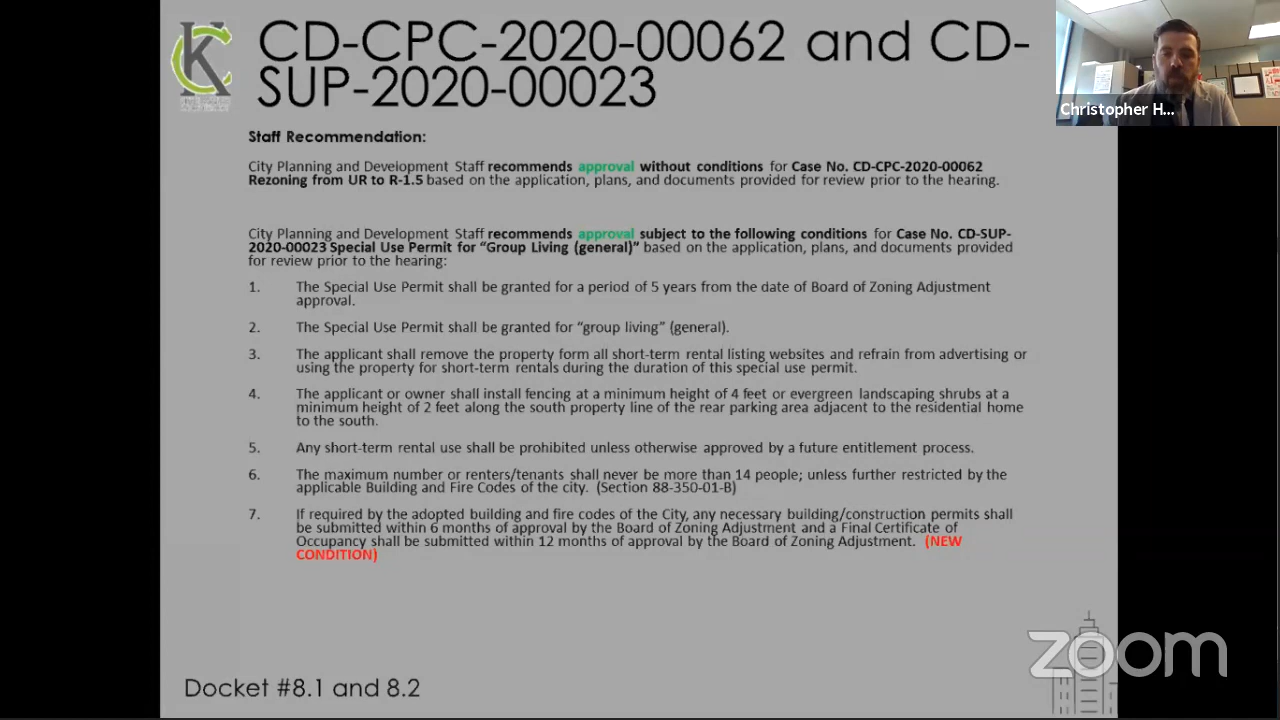 CD-CPC-2020-00062 and CD-
SUP-2020-00023
Christopher H...
Staff Recommendation:
City Planning and Development Staff recommends approval without conditions for Case No. CD-CPC-2020-00062
Rezoning from UR to R-1.5 based on the application, plans, and documents provided for review prior to the hearing.
City Planning and Development Staff recommends approval subject to the following conditions for Case No. CD-SUP-
2020-00023 Special Use Permit for “Group Living (general)” based on the application, plans, and documents provided
for review prior to the hearing:
1. The Special Use Permit shall be granted for a period of 5 years from the date of Board of Zoning Adjustment
approval.
2. The Special Use Permit shall be granted for “group living” (general).
3. The applicant shall remove the property form all short-term rental listing websites and refrain from advertising or
using the property for short-term rentals during the duration of this special use permit.
4. The applicant or owner shall install fencing at a minimum height of 4 feet or evergreen landscaping shrubs at a
minimum height of 2 feet along the south property line of the rear parking area adjacent to the residential home
to the south.
5. Any short-term rental use shall be prohibited unless otherwise approved by a future entitlement process.
6. The maximum number or renters/tenants shall never be more than 14 people; unless further restricted by the
applicable Building and Fire Codes of the city. (Section 88-350-01-B)
7. If required by the adopted building and fire codes of the City, any necessary building/construction permits shall
be submitted within 6 months of approval by the Board of Zoning Adjustment and a Final Certificate of
Occupancy shall be submitted within 12 months of approval by the Board of Zoning Adjustment. (NEW
CONDITION)
zoom
Docket #8.1 and 8.2